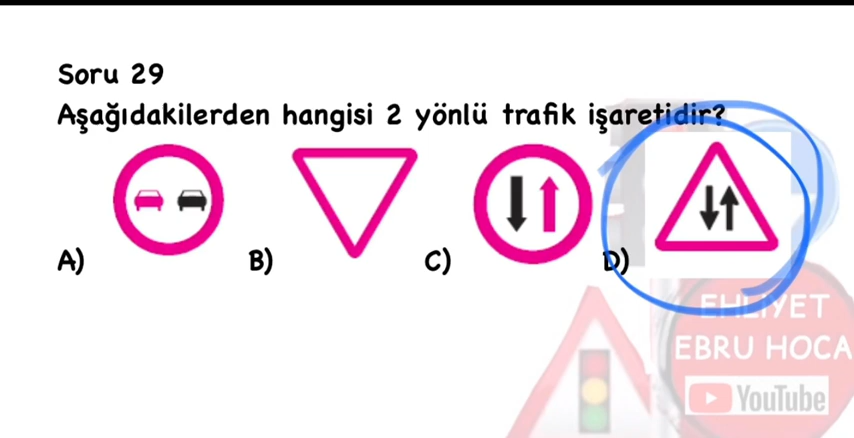 Soru 29
Aşağıdakilerden hangisi 2 yönlü trafik işaretidir?
A) B) C) D)
EHLİYET
EBRU HOCA
YouTube